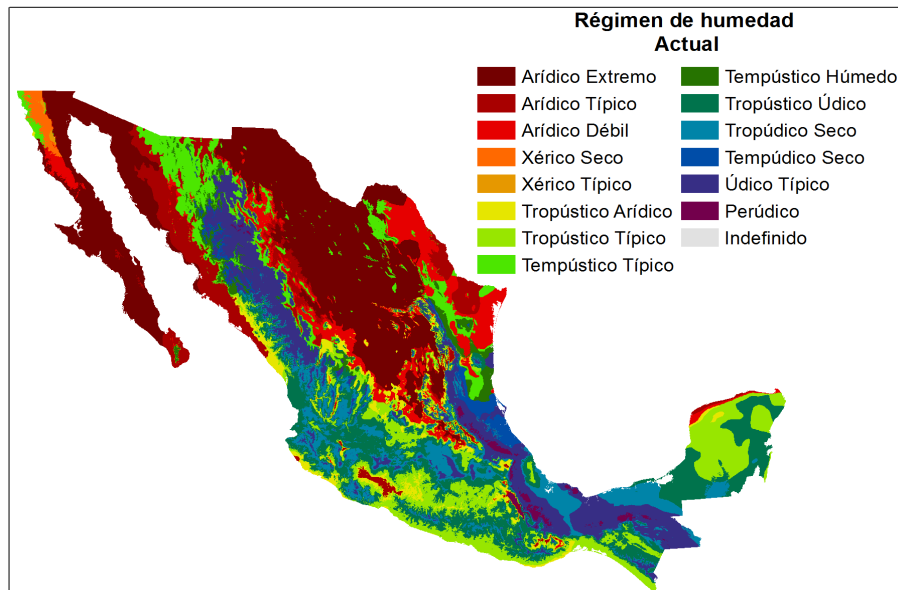 Régimen de humedad
Actual
Arídico Extremo
Arídico Típico
Arídico Débil
Xérico Seco
Xérico Típico
Tropústico Arídico
Tropústico Típico
Tempústico Típico
Tempústico Húmedo
Tropústico Údico
Tropúdico Seco
Tempúdico Seco
Údico Típico
Perúdico
Indefinido